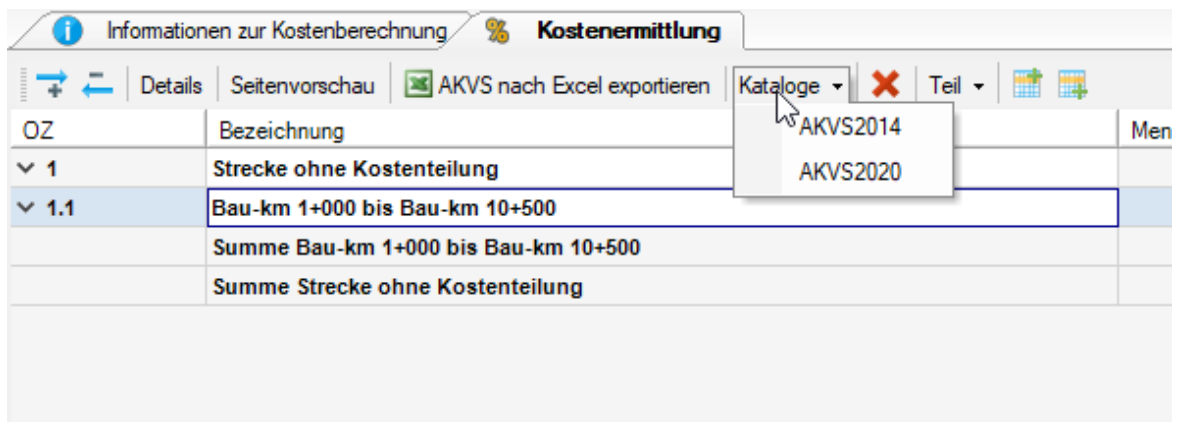 Informationen zur Kostenberechnung Kostenermittlung
Details Seitenvorschau AKVS nach Excel exportieren Kataloge Teil
OZ Bezeichnung Men
AKVS2014
AKVS2020
1 Strecke ohne Kostenteilung
1.1 Bau-km 1+000 bis Bau-km 10+500
Summe Bau-km 1+000 bis Bau-km 10+500
Summe Strecke ohne Kostenteilung